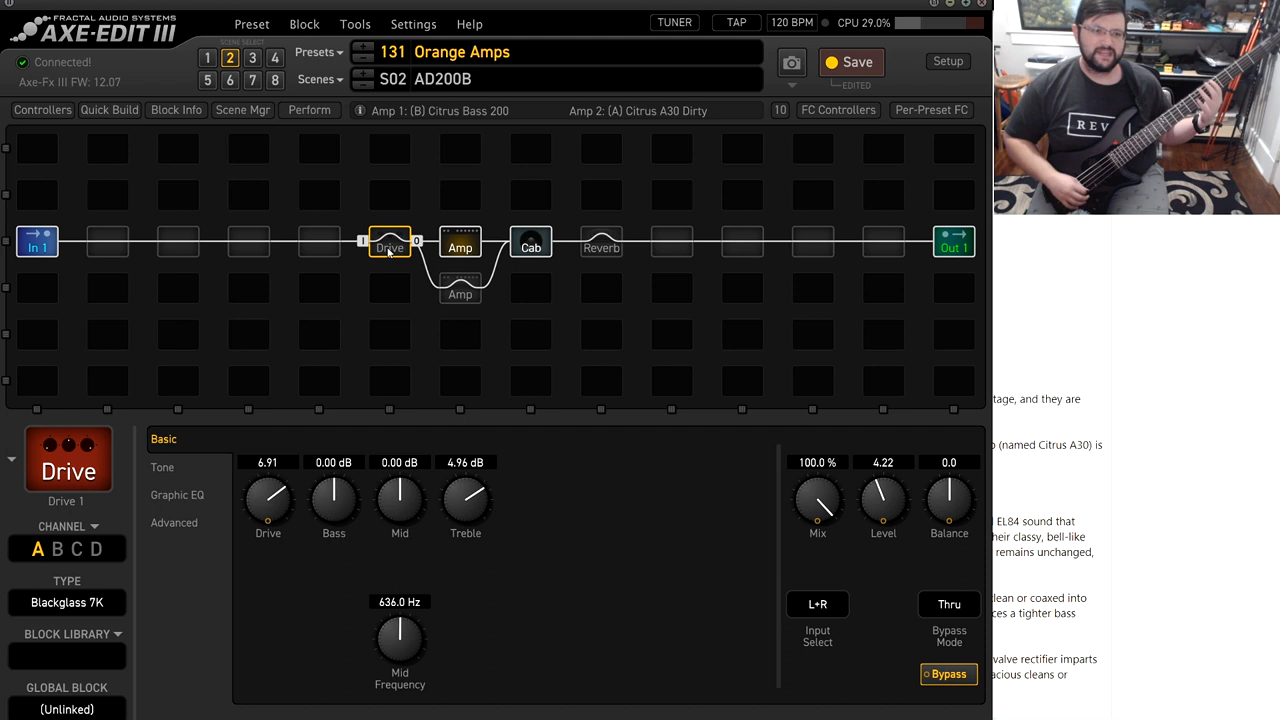 FRACTAL AUDIO SYSTEMS
AXE-EDIT III
Preset Block Tools Settings Help
TUNER TAP 120 BPM CPU 29.0%
Connected!
Axe-Fx III FW: 12.07
SCENE SELECT
1 2 3 4
5 6 7 8
Presets 131 Orange Amps
Scenes S02 AD200B
Save
EDITED
Setup
Controllers Quick Build Block Info Scene Mgr Perform Amp 1: (B) Citrus Bass 200 Amp 2: (A) Citrus A30 Dirty 10 FC Controllers Per-Preset FC
REV
In 1 I Drive O Amp Cab Reverb Out 1
Amp
tage, and they are
(named Citrus A30) is
EL84 sound that
heir classy, bell-like
remains unchanged,
lean or coaxed into
ces a tighter bass
valve rectifier imparts
acious cleans or
Drive
Drive 1
CHANNEL
A B C D
TYPE
Blackglass 7K
BLOCK LIBRARY
GLOBAL BLOCK
(Unlinked)
Basic
Tone
Graphic EQ
Advanced
6.91 0.00 dB 0.00 dB 4.96 dB
Drive Bass Mid Treble
636.0 Hz
Mid
Frequency
100.0 % 4.22 0.0
Mix Level Balance
L+R Thru
Input
Select
Bypass
Mode
Bypass